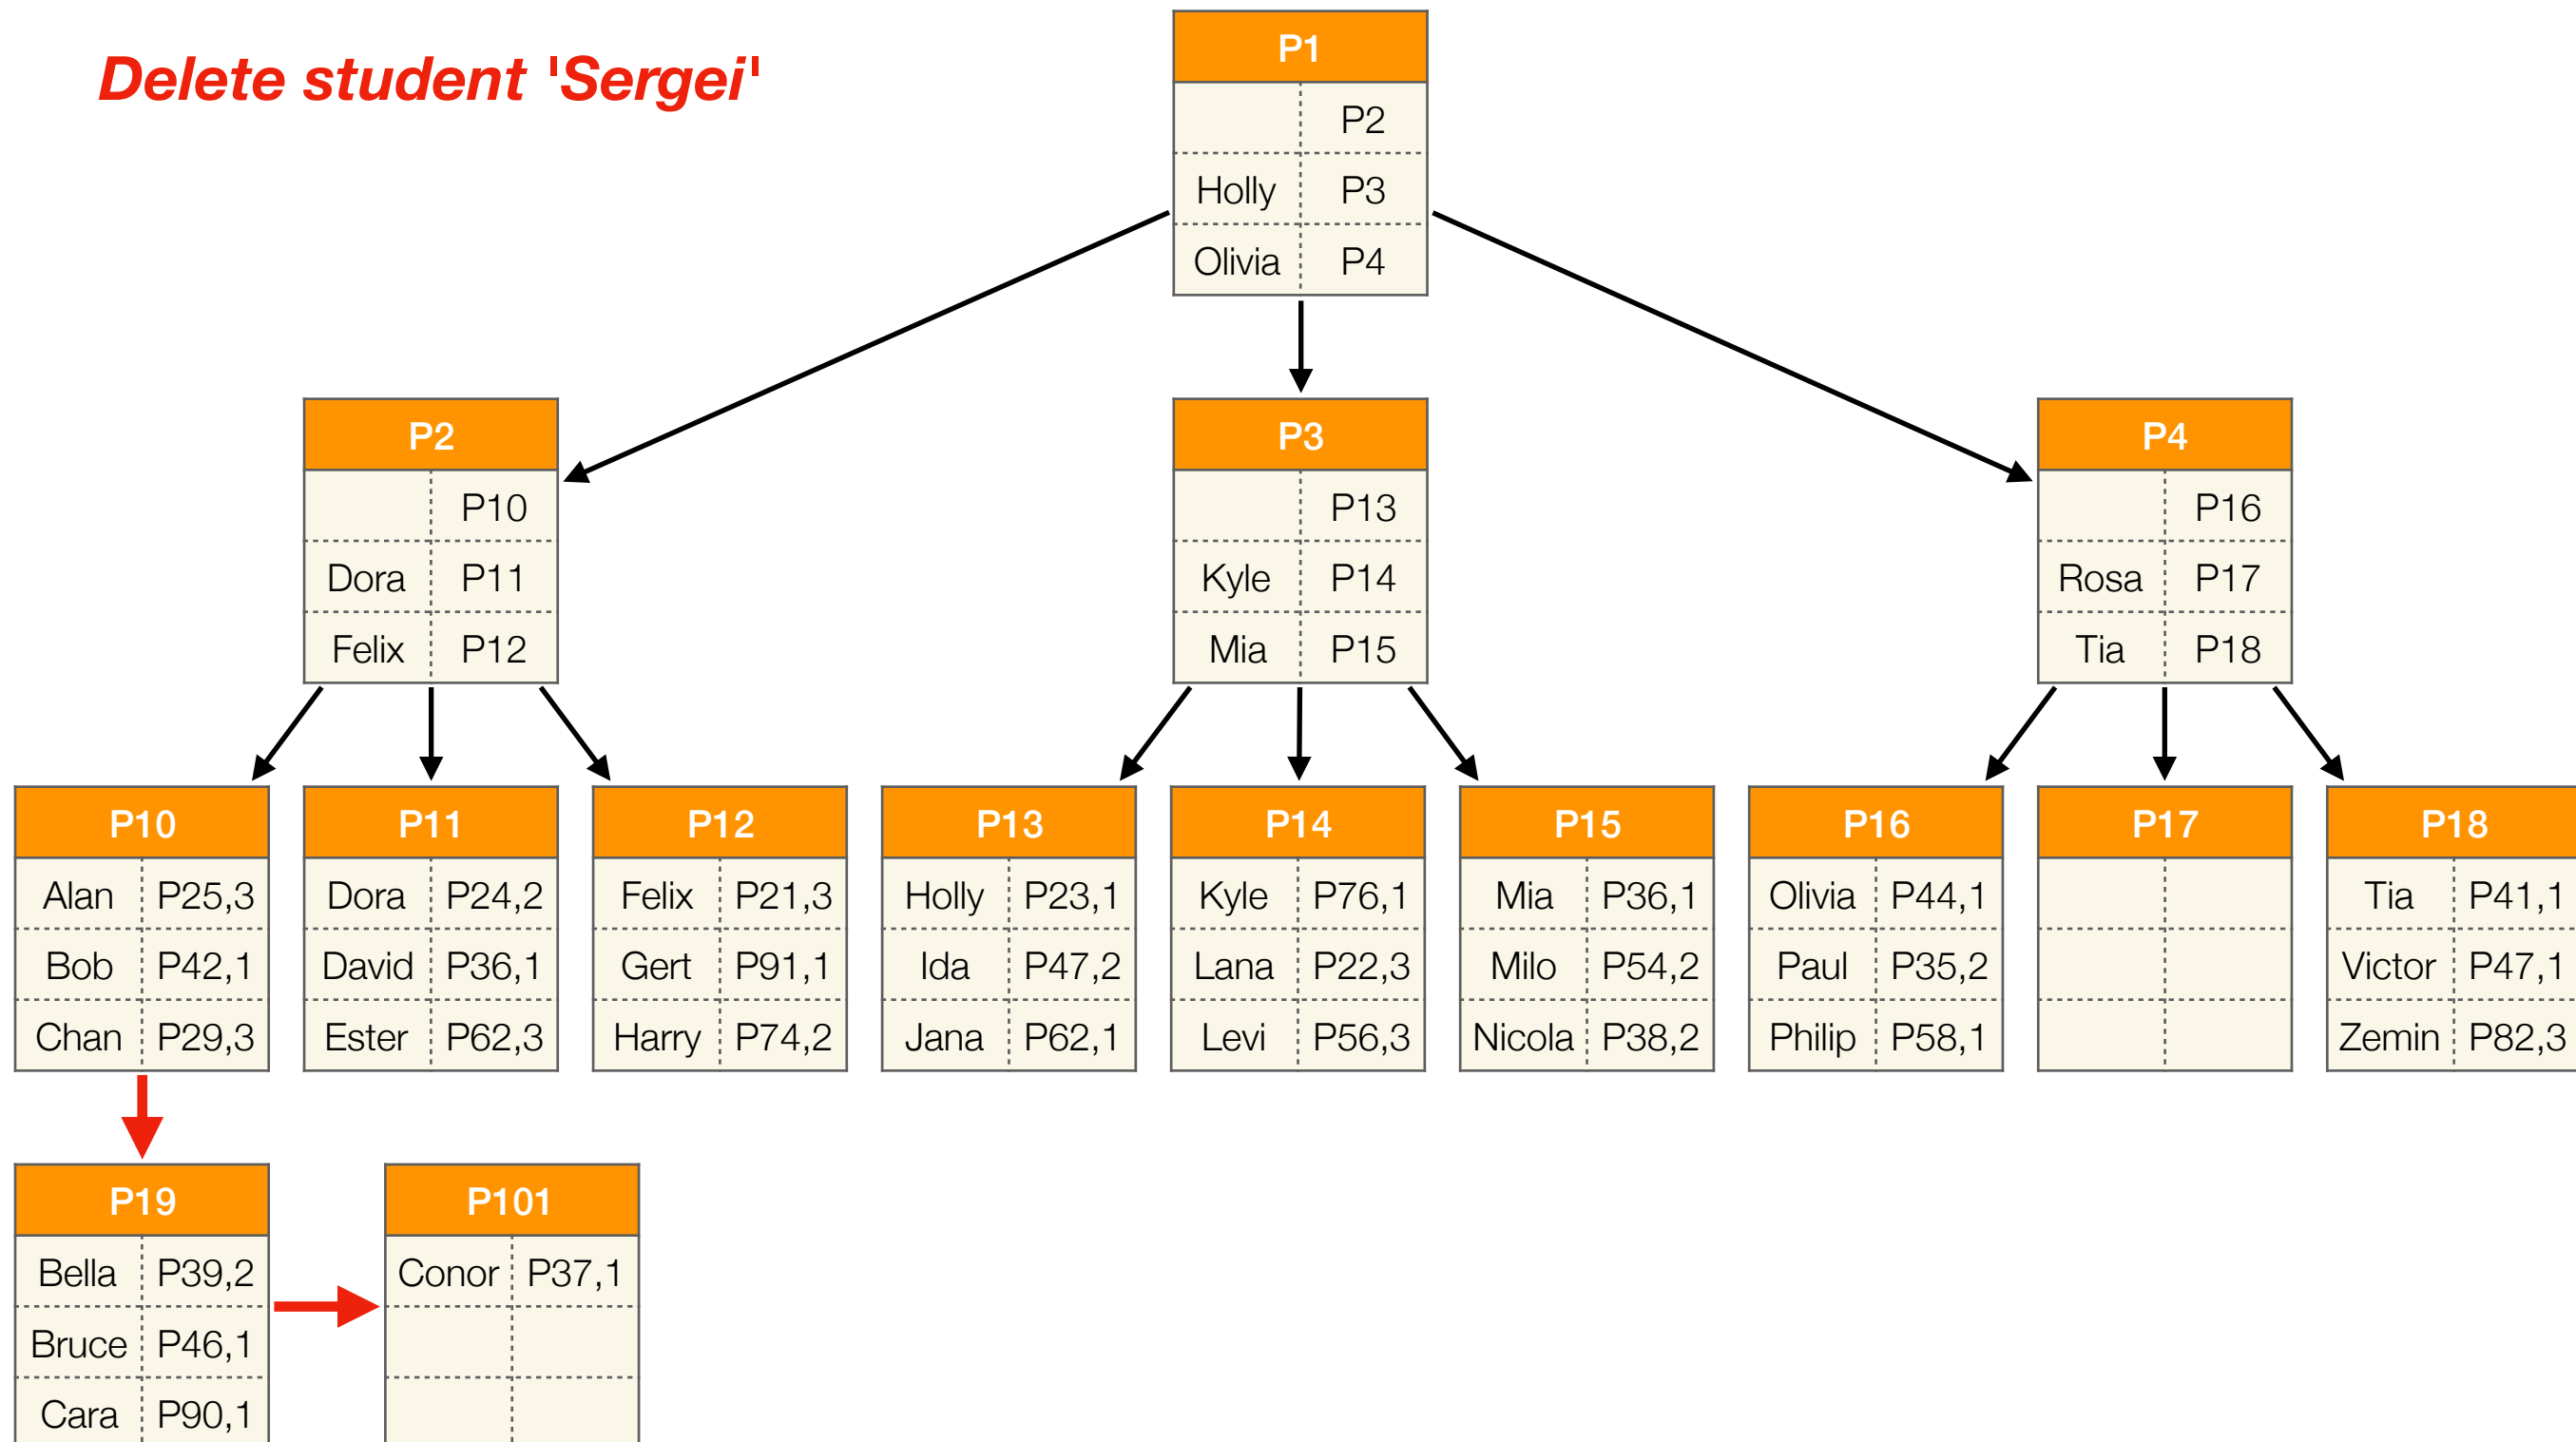 Delete student 'Sergei'
P1
P2
Holly P3
Olivia P4
P2
P10
Dora P11
Felix P12
P3
P13
Kyle P14
Mia P15
P4
P16
Rosa P17
Tia P18
P10
Alan P25,3
Bob P42,1
Chan P29,3
P11
Dora P24,2
David P36,1
Ester P62,3
P12
Felix P21,3
Gert P91,1
Harry P74,2
P13
Holly P23,1
Ida P47,2
Jana P62,1
P14
Kyle P76,1
Lana P22,3
Levi P56,3
P15
Mia P36,1
Milo P54,2
Nicola P38,2
P16
Olivia P44,1
Paul P35,2
Philip P58,1
P17
P18
Tia P41,1
Victor P47,1
Zemin P82,3
P19
Bella P39,2
Bruce P46,1
Cara P90,1
P101
Conor P37,1